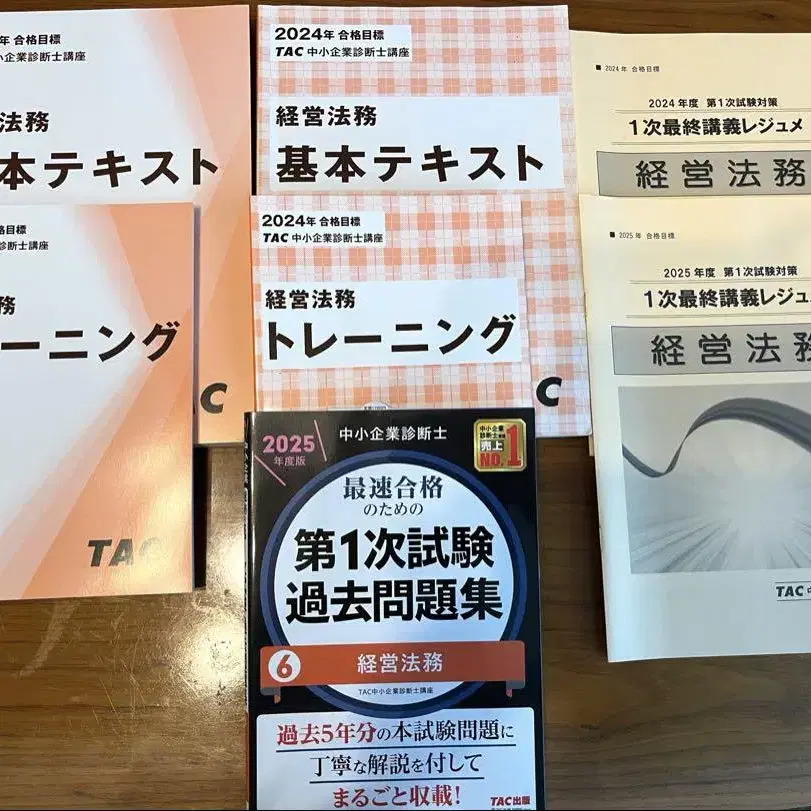 年 合格目標
小企業診断士講座
法務
本テキスト
2024年 合格目標
TAC 中小企業診断士講座
経営法務
基本テキスト
■ 2024年 合格目標
2024年度 第1次試験対策
1次最終講義レジュメ
経営法務
格目標
診断士講座
務
ーニング
TAC
2024年 合格目標
TAC 中小企業診断士講座
経営法務
トレーニング
C
C
■ 2025年 合格目標
2025年度 第1次試験対策
1次最終講義レジュ
経営法務
TAC中
2025
年度版
中小企業診断士
中小企業
診断士
売上
NO.1
最速合格
のための
第1次試験
過去問題集
6
経営法務
TAC中小企業診断士講座
過去5年分の本試験問題に
丁寧な解説を付して
まるごと収載!
TAC出版